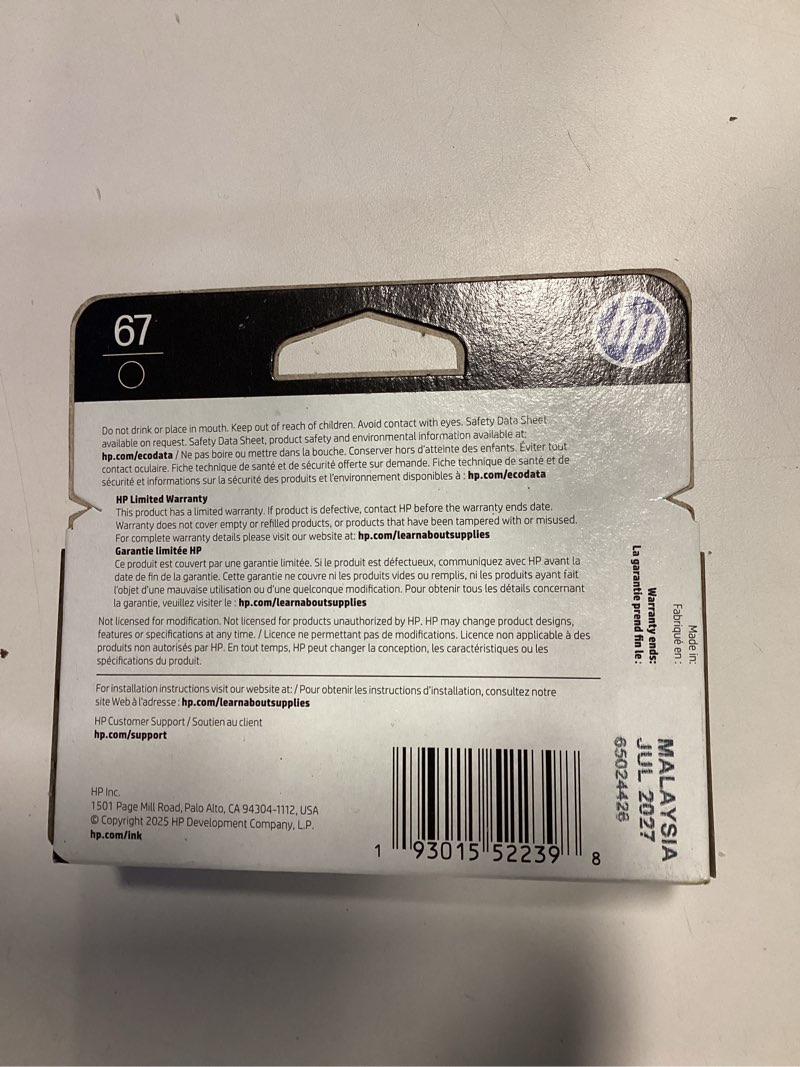 67
hp
Do not drink or place in mouth. Keep out of reach of children. Avoid contact with eyes. Safety Data Sheet
available on request. Safety Data Sheet, product safety and environmental information available at:
hp.com/ecodata / Ne pas boire ou mettre dans la bouche. Conserver hors d'atteinte des enfants. Éviter tout
contact oculaire. Fiche technique de santé et de sécurité offerte sur demande. Fiche technique de santé et de
sécurité et informations sur la sécurité des produits et l'environnement disponibles à : hp.com/ecodata
HP Limited Warranty
This product has a limited warranty. If product is defective, contact HP before the warranty ends date.
Warranty does not cover empty or refilled products, or products that have been tampered with or misused.
For complete warranty details please visit our website at: hp.com/learnaboutsupplies
Garantie limitée HP
Ce produit est couvert par une garantie limitée. Si le produit est défectueux, communiquez avec HP avant la
date de fin de la garantie. Cette garantie ne couvre ni les produits vides ou remplis, ni les produits ayant fait
l'objet d'une mauvaise utilisation ou d'une quelconque modification. Pour obtenir tous les détails concernant
la garantie, veuillez visiter le : hp.com/learnaboutsupplies
Not licensed for modification. Not licensed for products unauthorized by HP. HP may change product designs,
features or specifications at any time. / Licence ne permettant pas de modifications. Licence non applicable à des
produits non autorisés par HP. En tout temps, HP peut changer la conception, les caractéristiques ou les
spécifications du produit.
For installation instructions visit our website at: / Pour obtenir les instructions d'installation, consultez notre
site Web à l'adresse : hp.com/learnaboutsupplies
HP Customer Support / Soutien au client
hp.com/support
HP Inc.
1501 Page Mill Road, Palo Alto, CA 94304-1112, USA
© Copyright 2025 HP Development Company, L.P.
hp.com/ink
1 93015 52239 8
Made in:
Fabriqué en :
Warranty ends:
La garantie prend fin le :
MALAYSIA
JUL 2027
65024428